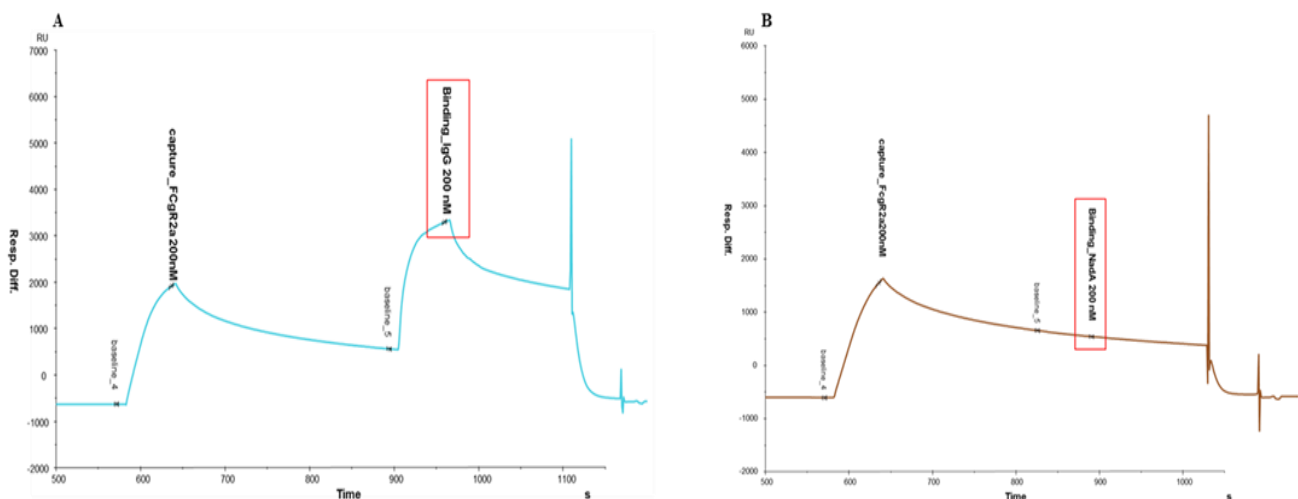 A
RU
7000
6000
5000
4000
3000
2000
1000
0
-1000
-2000
Resp. Diff.
baseline_4
capture_FCgR2a 200nM
baseline_5
Binding_IgG 200 nM
500
600
700
800
900
1000
1100
Time
s
B
RU
6000
5000
4000
3000
2000
1000
0
-1000
-2000
Resp. Diff.
baseline_4
capture_FcgR2a200nM
baseline_5
Binding_NadA 200 nM
500
600
700
800
900
1000
Time
s